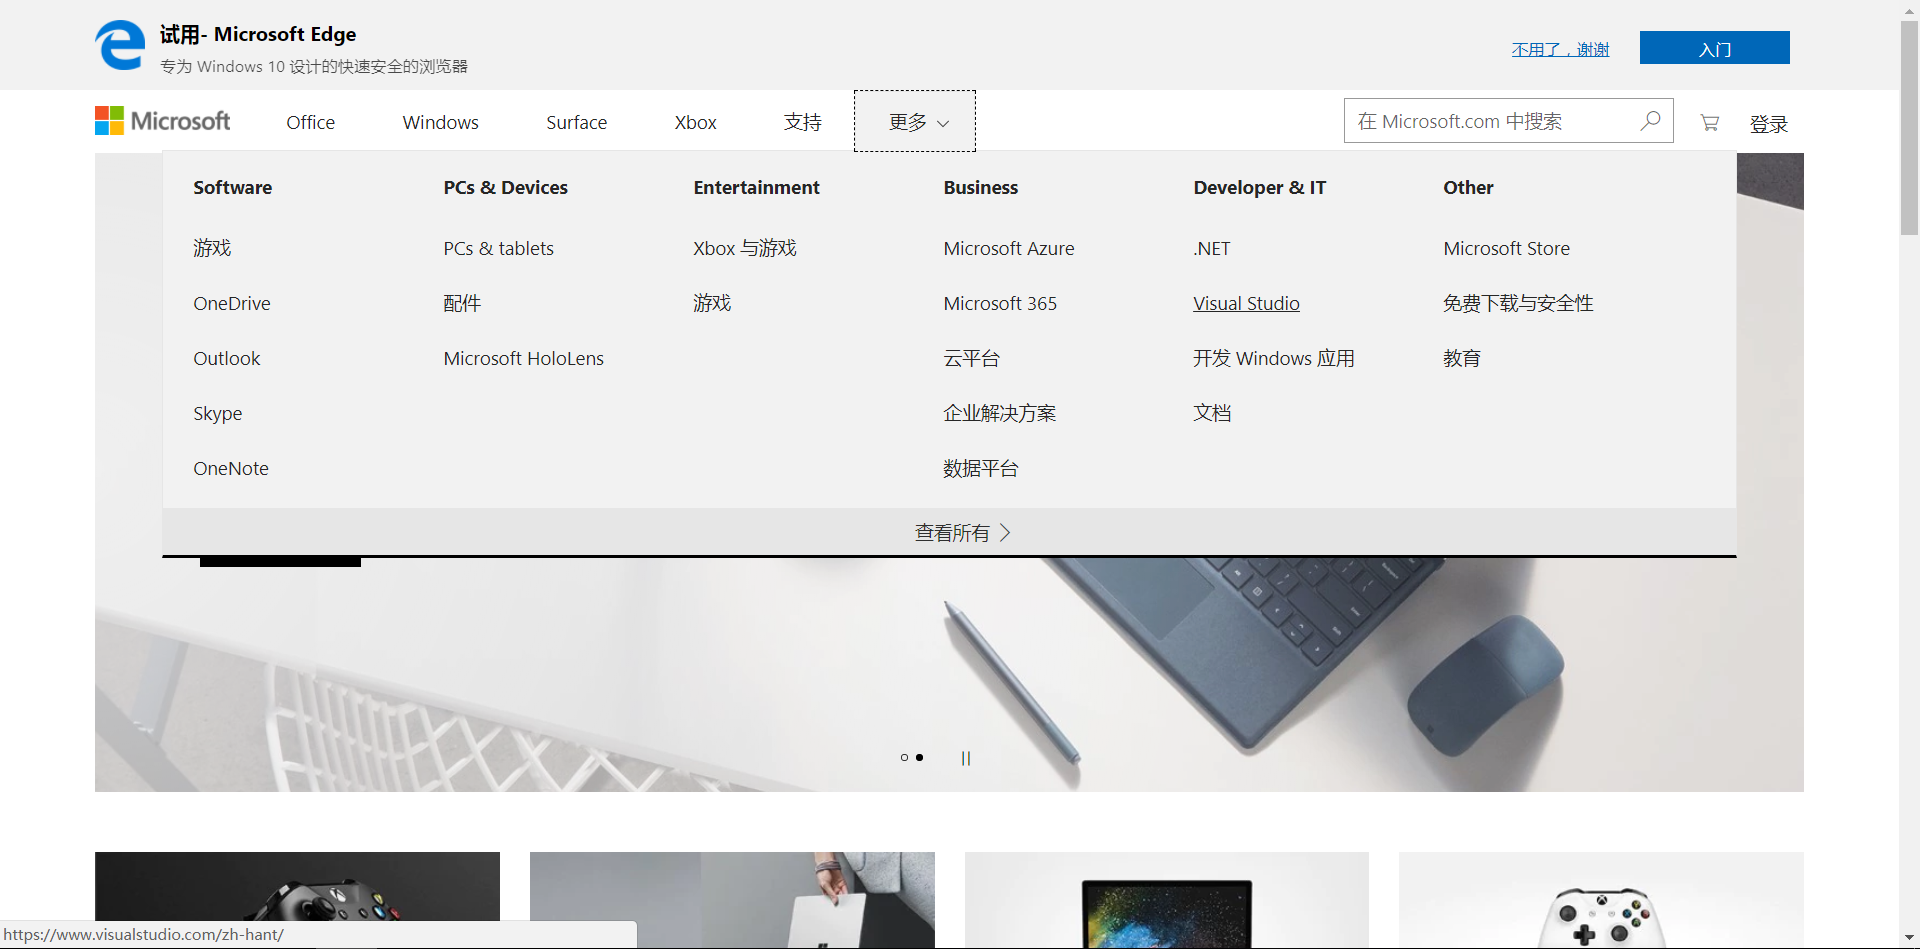 试用- Microsoft Edge
专为 Windows 10 设计的快速安全的浏览器
不用了，谢谢
入门
Microsoft
Office
Windows
Surface
Xbox
支持
更多
在 Microsoft.com 中搜索
登录
Software
游戏
OneDrive
Outlook
Skype
OneNote
PCs & Devices
PCs & tablets
配件
Microsoft HoloLens
Entertainment
Xbox 与游戏
游戏
Business
Microsoft Azure
Microsoft 365
云平台
企业解决方案
数据平台
Developer & IT
.NET
Visual Studio
开发 Windows 应用
文档
Other
Microsoft Store
免费下载与安全性
教育
查看所有
https://www.visualstudio.com/zh-hant/